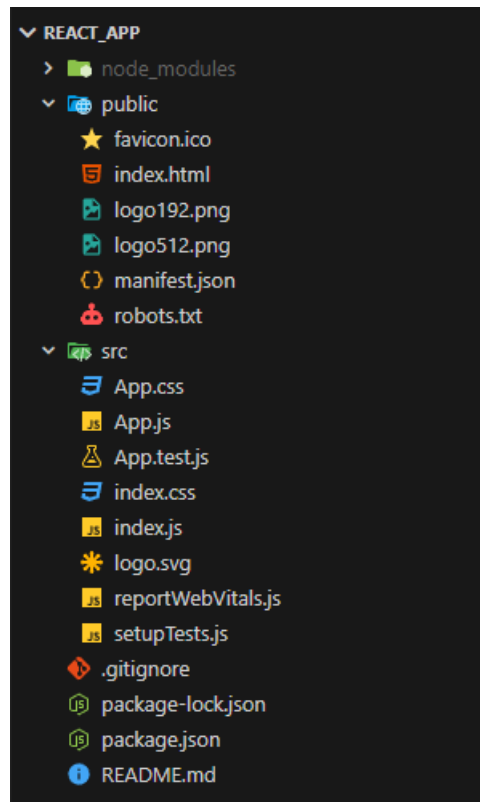 REACT_APP
node_modules
public
favicon.ico
index.html
logo192.png
logo512.png
manifest.json
robots.txt
src
App.css
App.js
App.test.js
index.css
index.js
logo.svg
reportWebVitals.js
setupTests.js
.gitignore
package-lock.json
package.json
README.md